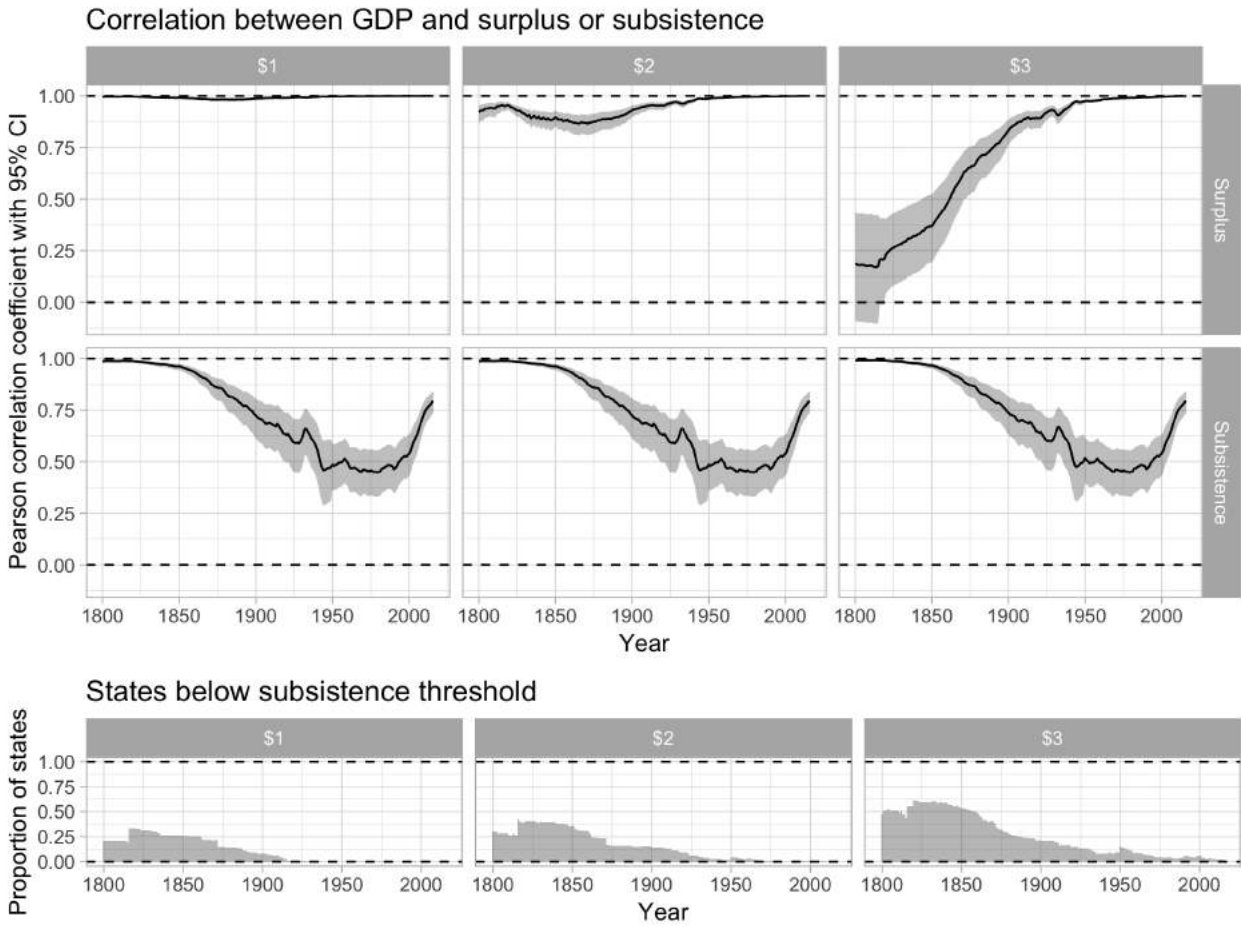 Correlation between GDP and surplus or subsistence
$1 $2 $3
Pearson correlation coefficient with 95% CI
1.00
0.75
0.50
0.25
0.00
Surplus
1.00
0.75
0.50
0.25
0.00
Subsistence
1800 1850 1900 1950 2000 1800 1850 1900 1950 2000 1800 1850 1900 1950 2000
Year
States below subsistence threshold
$1 $2 $3
Proportion of states
1.00
0.75
0.50
0.25
0.00
1800 1850 1900 1950 2000 1800 1850 1900 1950 2000 1800 1850 1900 1950 2000
Year